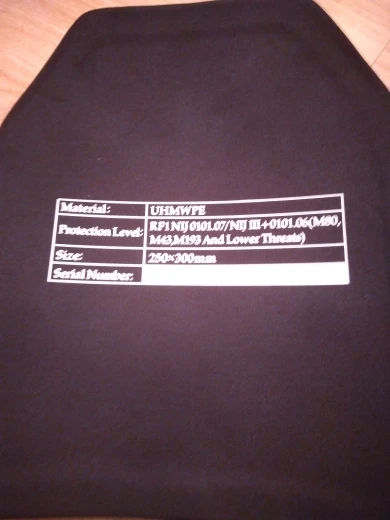 Material: UHMWPE
Protection Level: RF1 NIJ 0101.07/NIJ III+0101.06(M80,
M43,M193 And Lower Threats)
Size: 250×300mm
Serial Number: